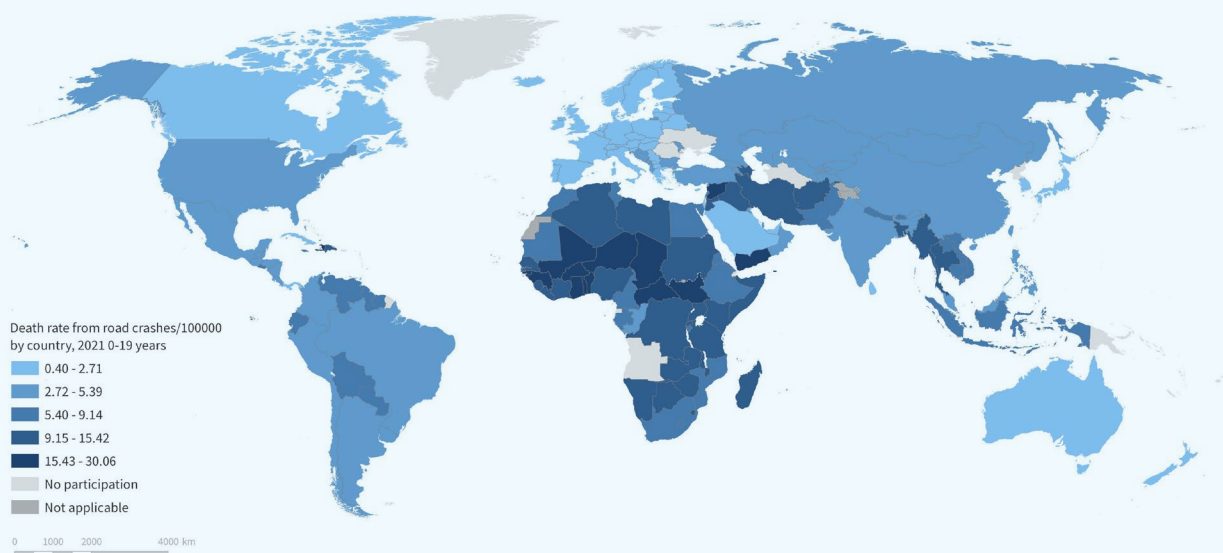 Death rate from road crashes/100000
by country, 2021 0-19 years
0.40 - 2.71
2.72 - 5.39
5.40 - 9.14
9.15 - 15.42
15.43 - 30.06
No participation
Not applicable
0 1000 2000 4000 km